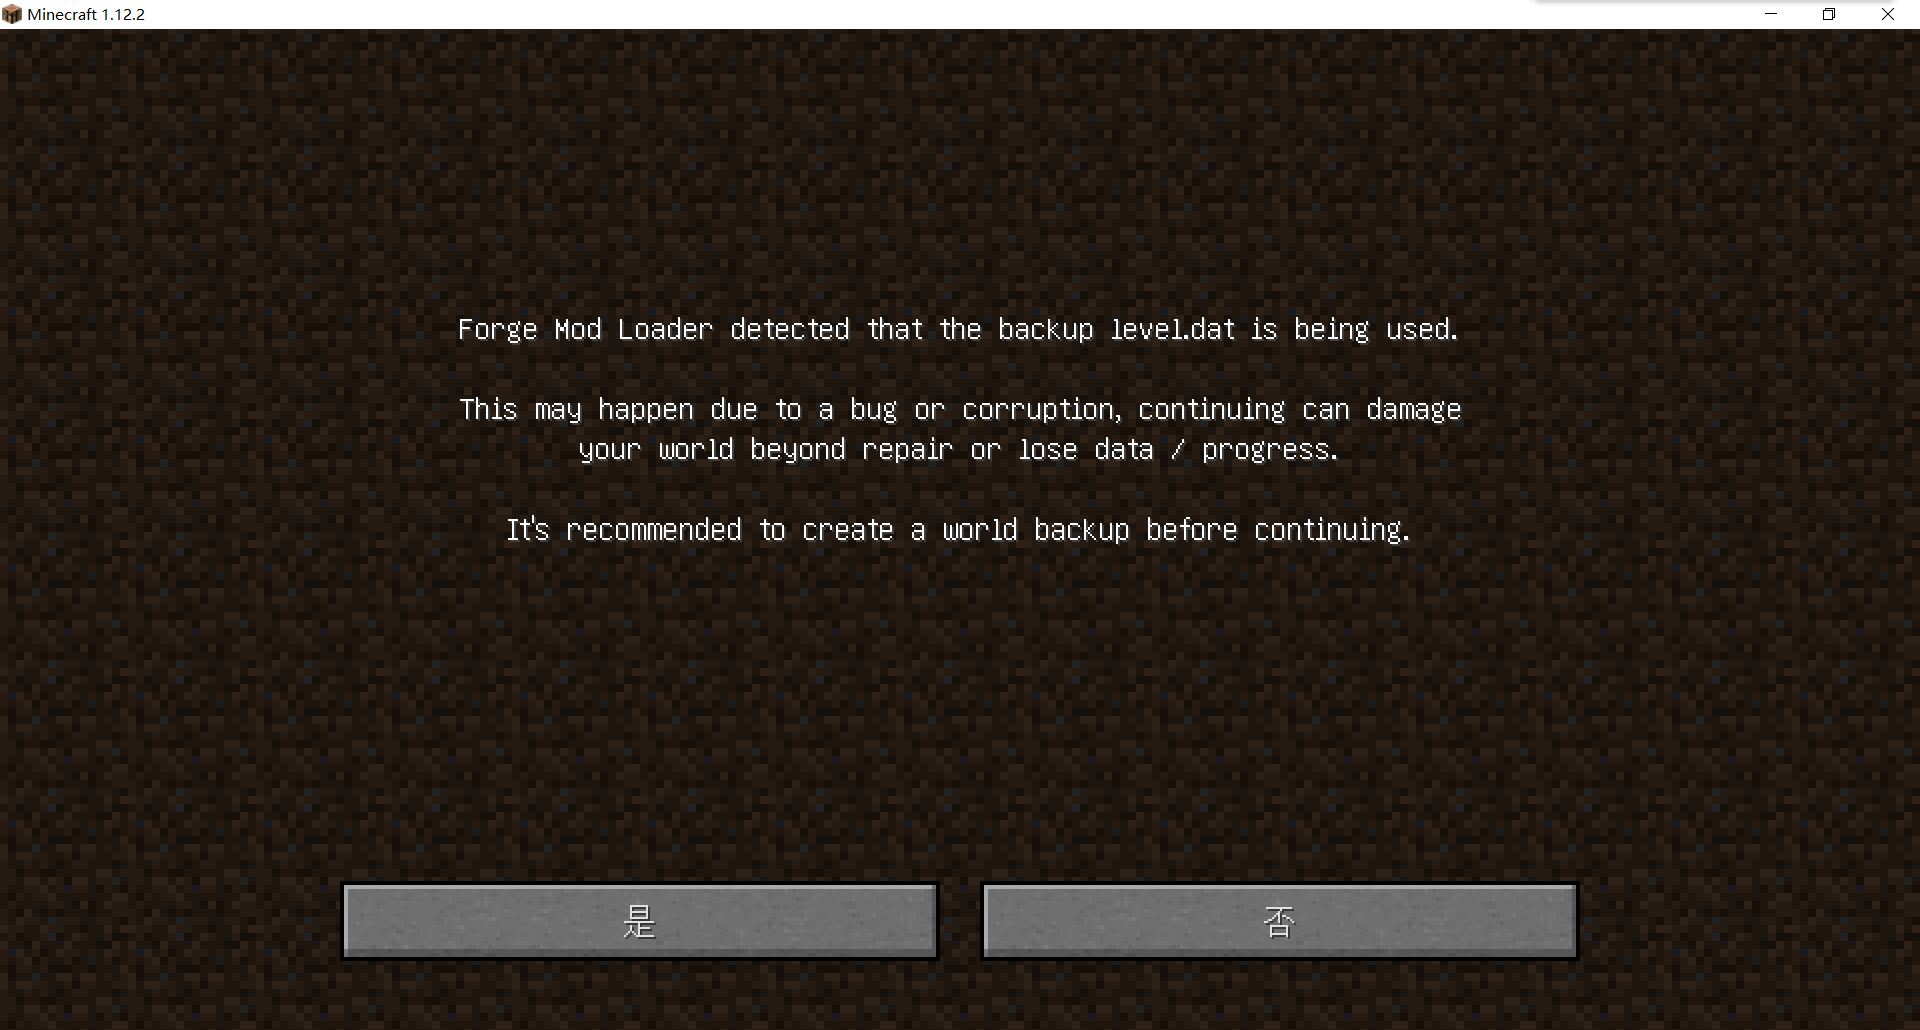 Minecraft 1.12.2
Forge Mod Loader detected that the backup level.dat is being used.
This may happen due to a bug or corruption, continuing can damage
your world beyond repair or lose data / progress.
It's recommended to create a world backup before continuing.
是
否